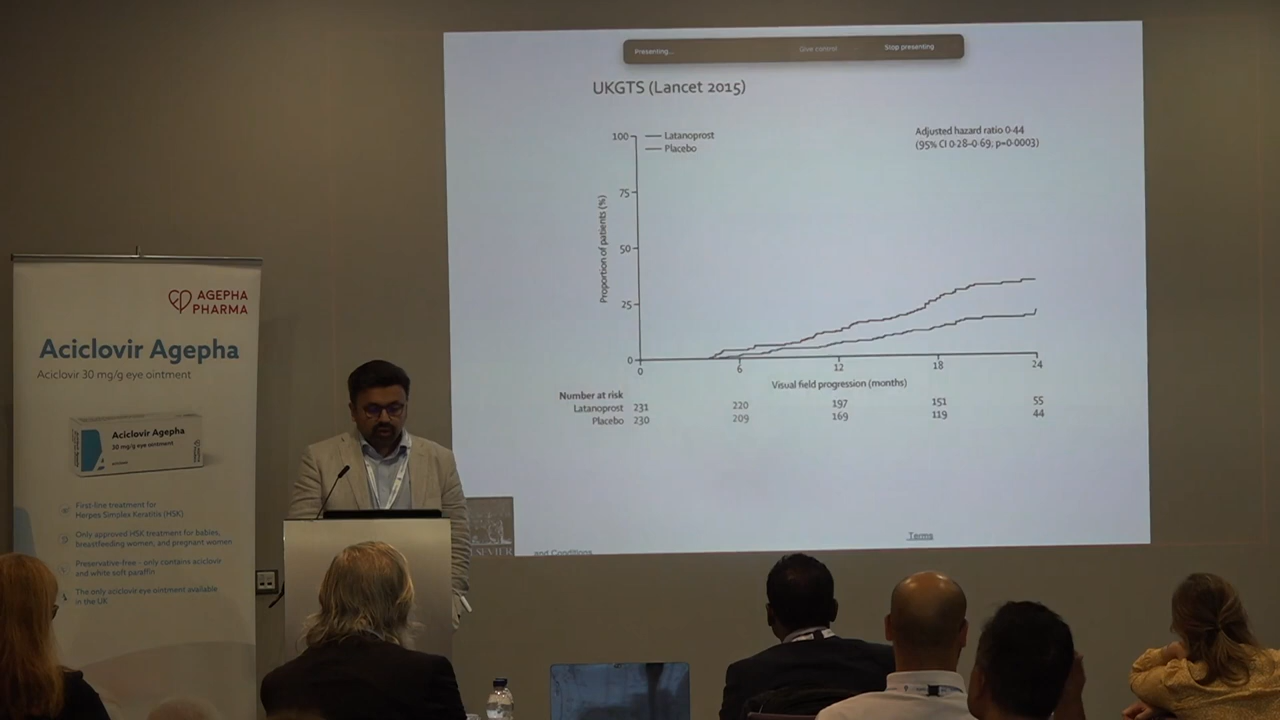 Presenting...
Give control
Stop presenting
UKGTS (Lancet 2015)
Latanoprost
Placebo
Adjusted hazard ratio 0·44
(95% CI 0·28–0·69; p=0·0003)
100
75
50
25
0
Proportion of patients (%)
0 6 12 18 24
Visual field progression (months)
Number at risk
Latanoprost 231 220 197 151 55
Placebo 230 209 169 119 44
and Conditions
Terms
AGEPHA
PHARMA
Aciclovir Agepha
Aciclovir 30 mg/g eye ointment
Aciclovir Agepha
30 mg/g eye ointment
First-line treatment for
Herpes Simplex Keratitis (HSK)
Only approved HSK treatment for babies,
breastfeeding women, and pregnant women
Preservative-free - only contains aciclovir
and white soft paraffin
The only aciclovir eye ointment available
in the UK